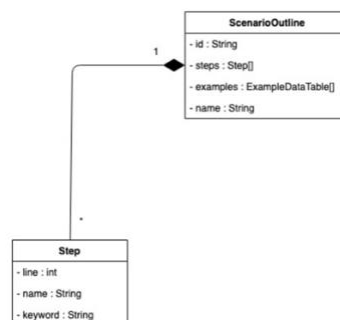 ScenarioOutline
- id : String
- steps : Step[]
- examples : ExampleDataTable[]
- name : String
1
*
Step
- line : int
- name : String
- keyword : String